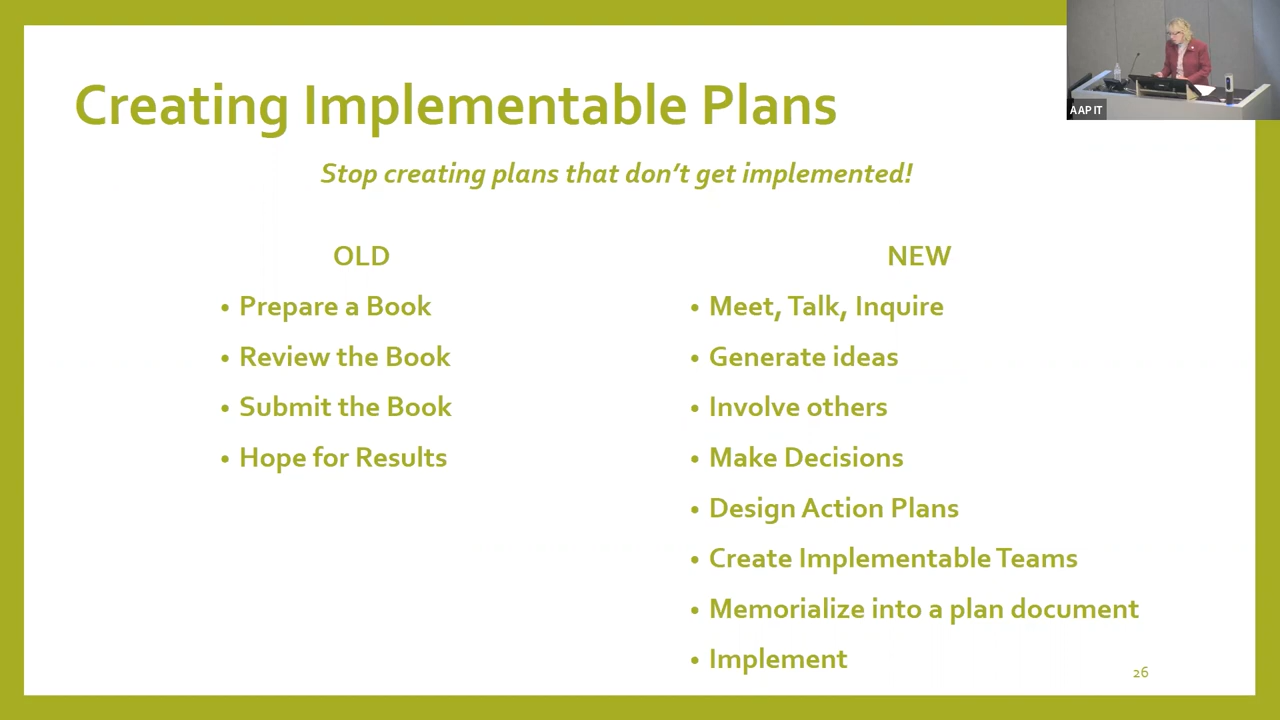 Creating Implementable Plans
AAP IT
Stop creating plans that don't get implemented!
OLD
• Prepare a Book
• Review the Book
• Submit the Book
• Hope for Results
NEW
• Meet, Talk, Inquire
• Generate ideas
• Involve others
• Make Decisions
• Design Action Plans
• Create Implementable Teams
• Memorialize into a plan document
• Implement
26